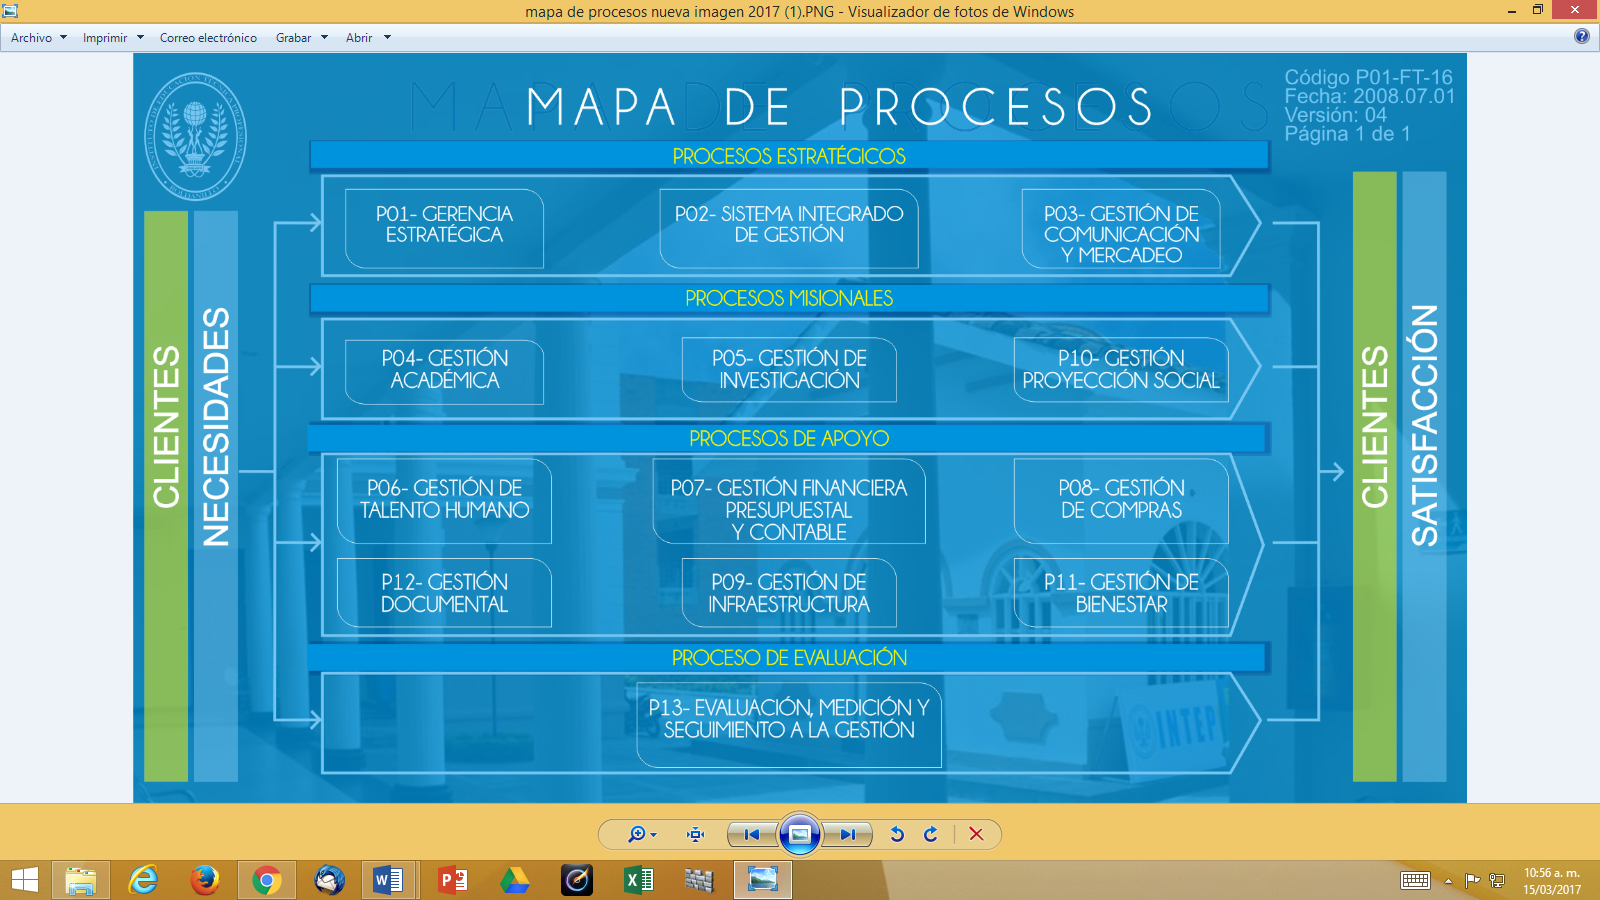 mapa de procesos nueva imagen 2017 (1).PNG - Visualizador de fotos de Windows
Archivo Imprimir Correo electrónico Grabar Abrir
MAPA DE PROCESOS
Código P01-FT-16
Fecha: 2008.07.01
Versión: 04
Página 1 de 1
PROCESOS ESTRATÉGICOS
P01- GERENCIA
ESTRATÉGICA
P02- SISTEMA INTEGRADO
DE GESTIÓN
P03- GESTIÓN DE
COMUNICACIÓN
Y MERCADEO
PROCESOS MISIONALES
P04- GESTIÓN
ACADÉMICA
P05- GESTIÓN DE
INVESTIGACIÓN
P10- GESTIÓN
PROYECCIÓN SOCIAL
PROCESOS DE APOYO
P06- GESTIÓN DE
TALENTO HUMANO
P07- GESTIÓN FINANCIERA
PRESUPUESTAL
Y CONTABLE
P08- GESTIÓN
DE COMPRAS
P12- GESTIÓN
DOCUMENTAL
P09- GESTIÓN DE
INFRAESTRUCTURA
P11- GESTIÓN DE
BIENESTAR
PROCESO DE EVALUACIÓN
P13- EVALUACIÓN, MEDICIÓN Y
SEGUIMIENTO A LA GESTIÓN
CLIENTES
NECESIDADES
CLIENTES
SATISFACCIÓN
INTEP
10:56 a. m.
15/03/2017